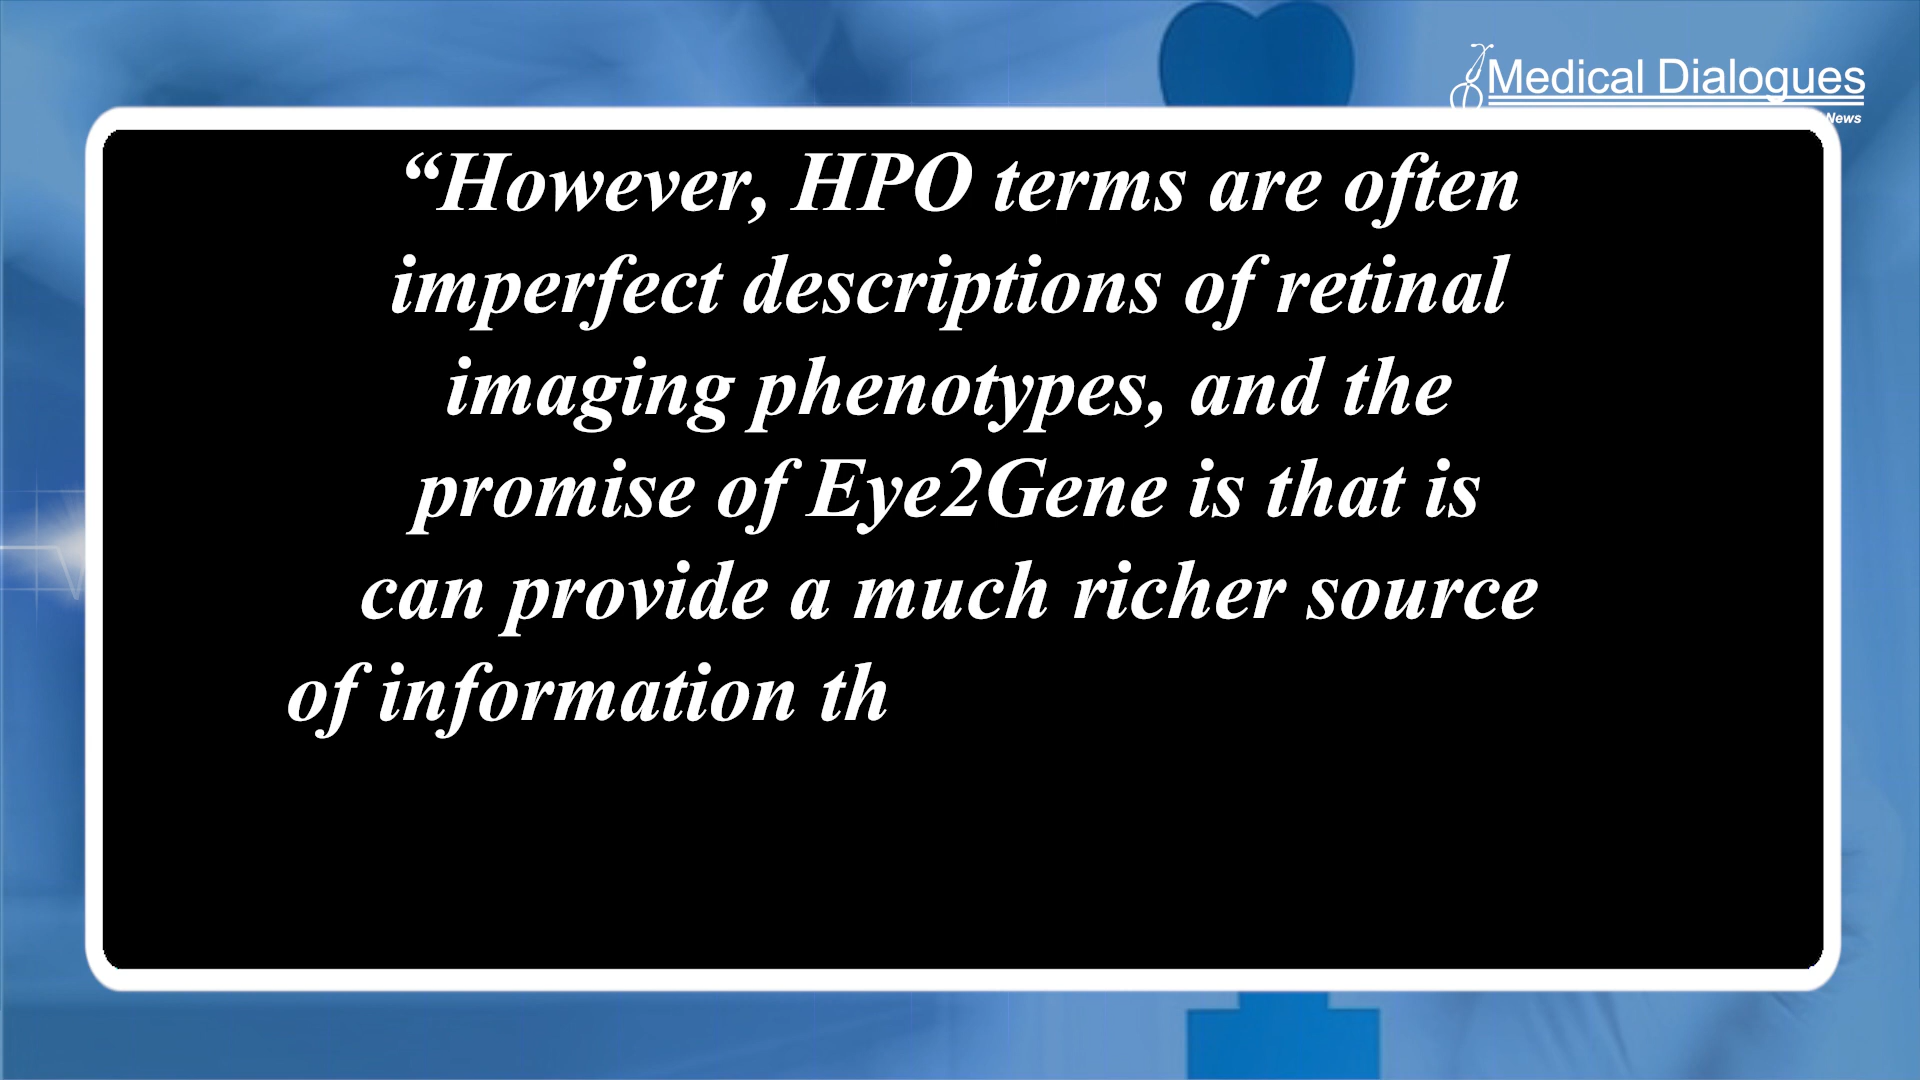 Medical Dialogues
News
“However, HPO terms are often
imperfect descriptions of retinal
imaging phenotypes, and the
promise of Eye2Gene is that is
can provide a much richer source
of information th